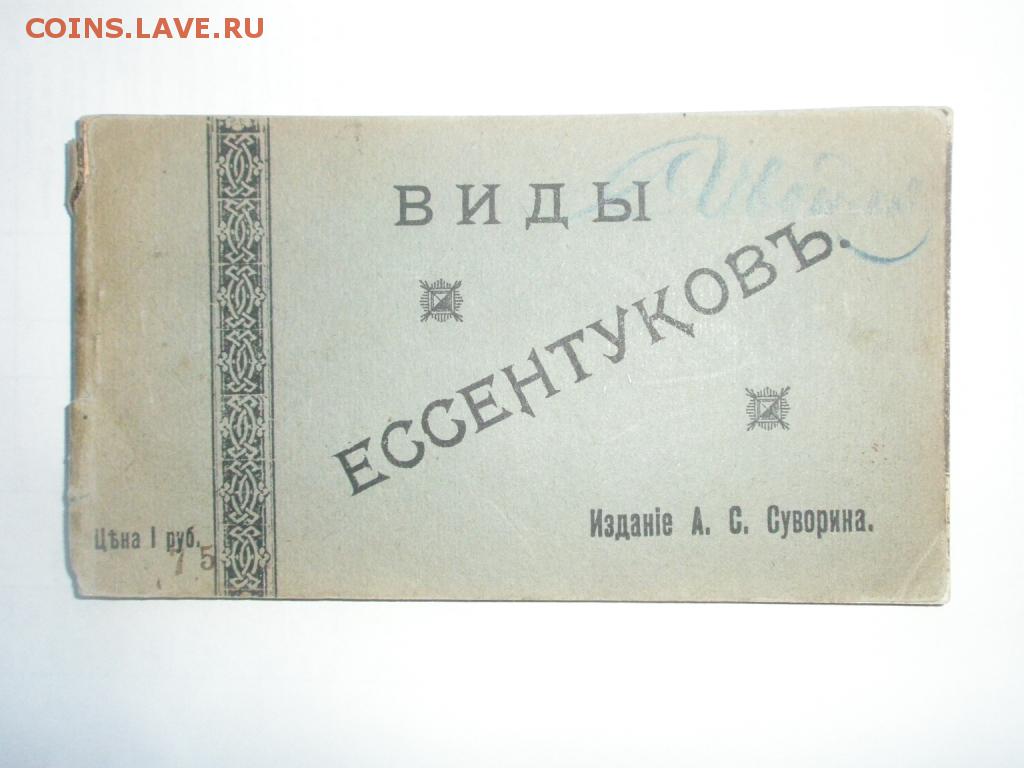 COINS.LAVE.RU
ВИДЫ
ЕССЕНТУКОВЪ.
Изданіе А. С. Суворина.
Цѣна 1 руб.
75